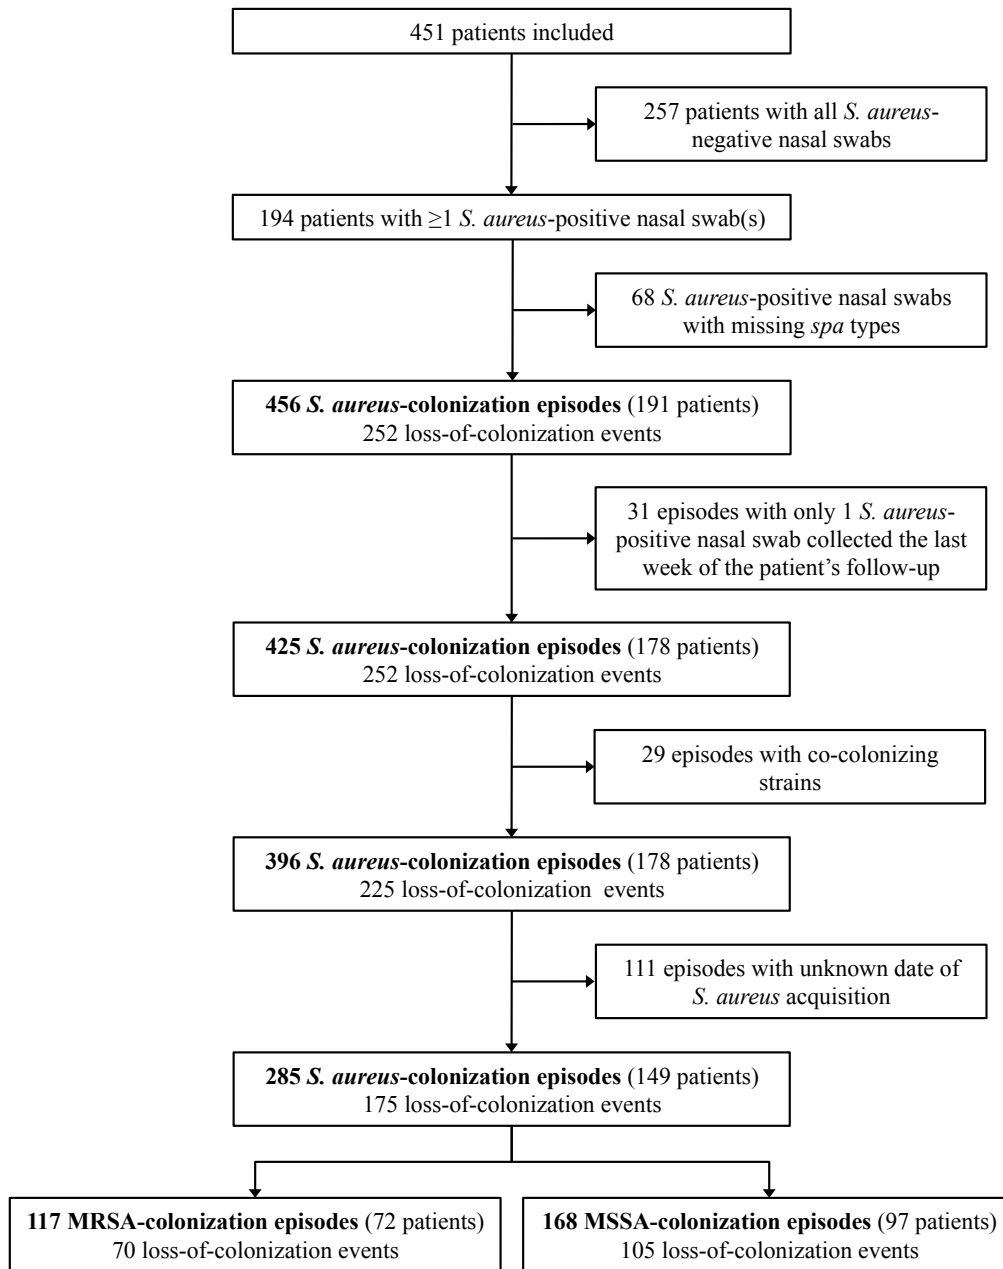 451 patients included
257 patients with all S. aureus-
negative nasal swabs
194 patients with ≥1 S. aureus-positive nasal swab(s)
68 S. aureus-positive nasal swabs
with missing spa types
456 S. aureus-colonization episodes (191 patients)
252 loss-of-colonization events
31 episodes with only 1 S. aureus-
positive nasal swab collected the last
week of the patient's follow-up
425 S. aureus-colonization episodes (178 patients)
252 loss-of-colonization events
29 episodes with co-colonizing
strains
396 S. aureus-colonization episodes (178 patients)
225 loss-of-colonization events
111 episodes with unknown date of
S. aureus acquisition
285 S. aureus-colonization episodes (149 patients)
175 loss-of-colonization events
117 MRSA-colonization episodes (72 patients)
70 loss-of-colonization events
168 MSSA-colonization episodes (97 patients)
105 loss-of-colonization events